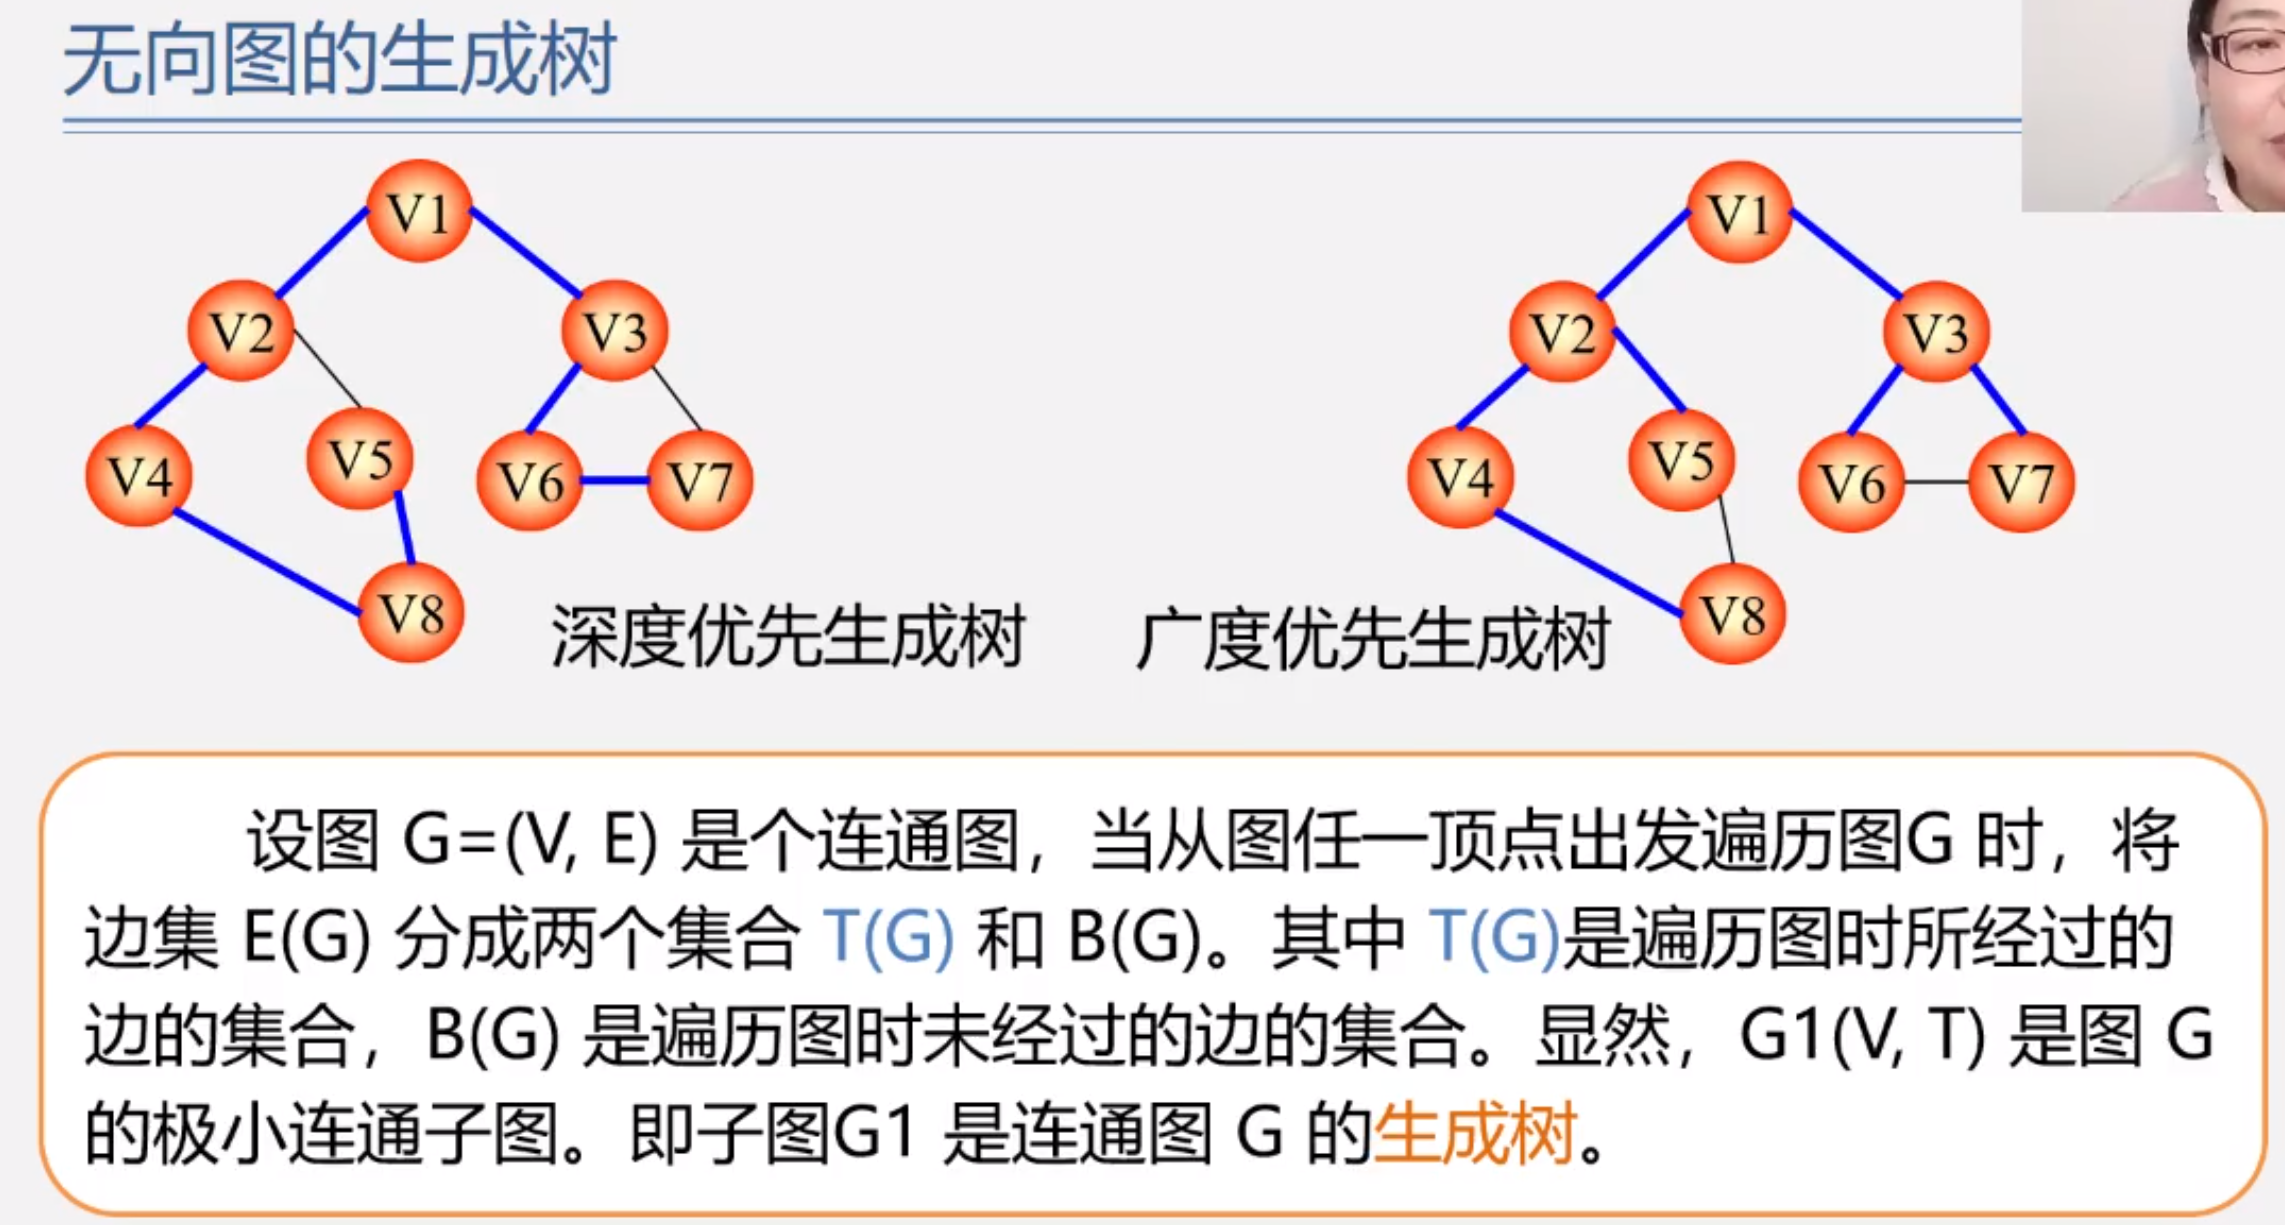 无向图的生成树
V1
V2
V3
V4
V5
V6
V7
V8
深度优先生成树
V1
V2
V3
V4
V5
V6
V7
V8
广度优先生成树
设图 G=(V, E) 是个连通图，当从图任一顶点出发遍历图G 时，将
边集 E(G) 分成两个集合 T(G) 和 B(G)。其中 T(G)是遍历图时所经过的
边的集合，B(G) 是遍历图时未经过的边的集合。显然，G1(V, T) 是图 G
的极小连通子图。即子图G1 是连通图 G 的生成树。